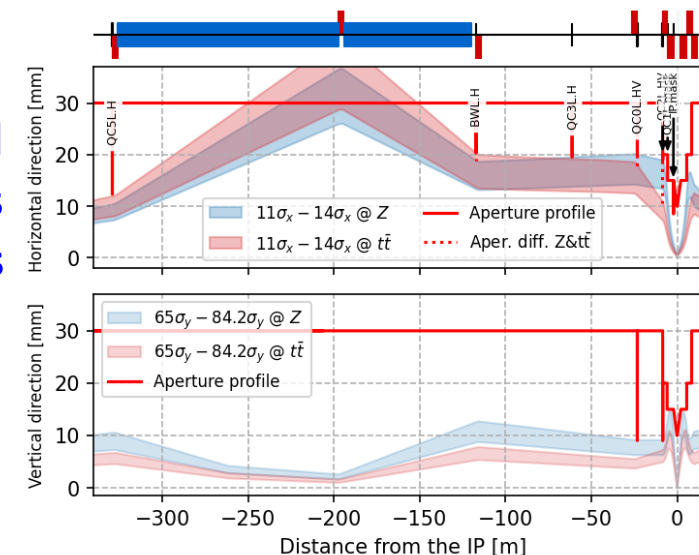 Horizontal direction [mm]
30
20
10
0
QC5L.H
BWL.H
QC3L.H
QC0L.HV
IP mask
11σx − 14σx @ Z
11σx − 14σx @ tt̄
Aperture profile
Aper. diff. Z&tt̄
Vertical direction [mm]
30
20
10
0
65σy − 84.2σy @ Z
65σy − 84.2σy @ tt̄
Aperture profile
−300
−250
−200
−150
−100
−50
0
Distance from the IP [m]